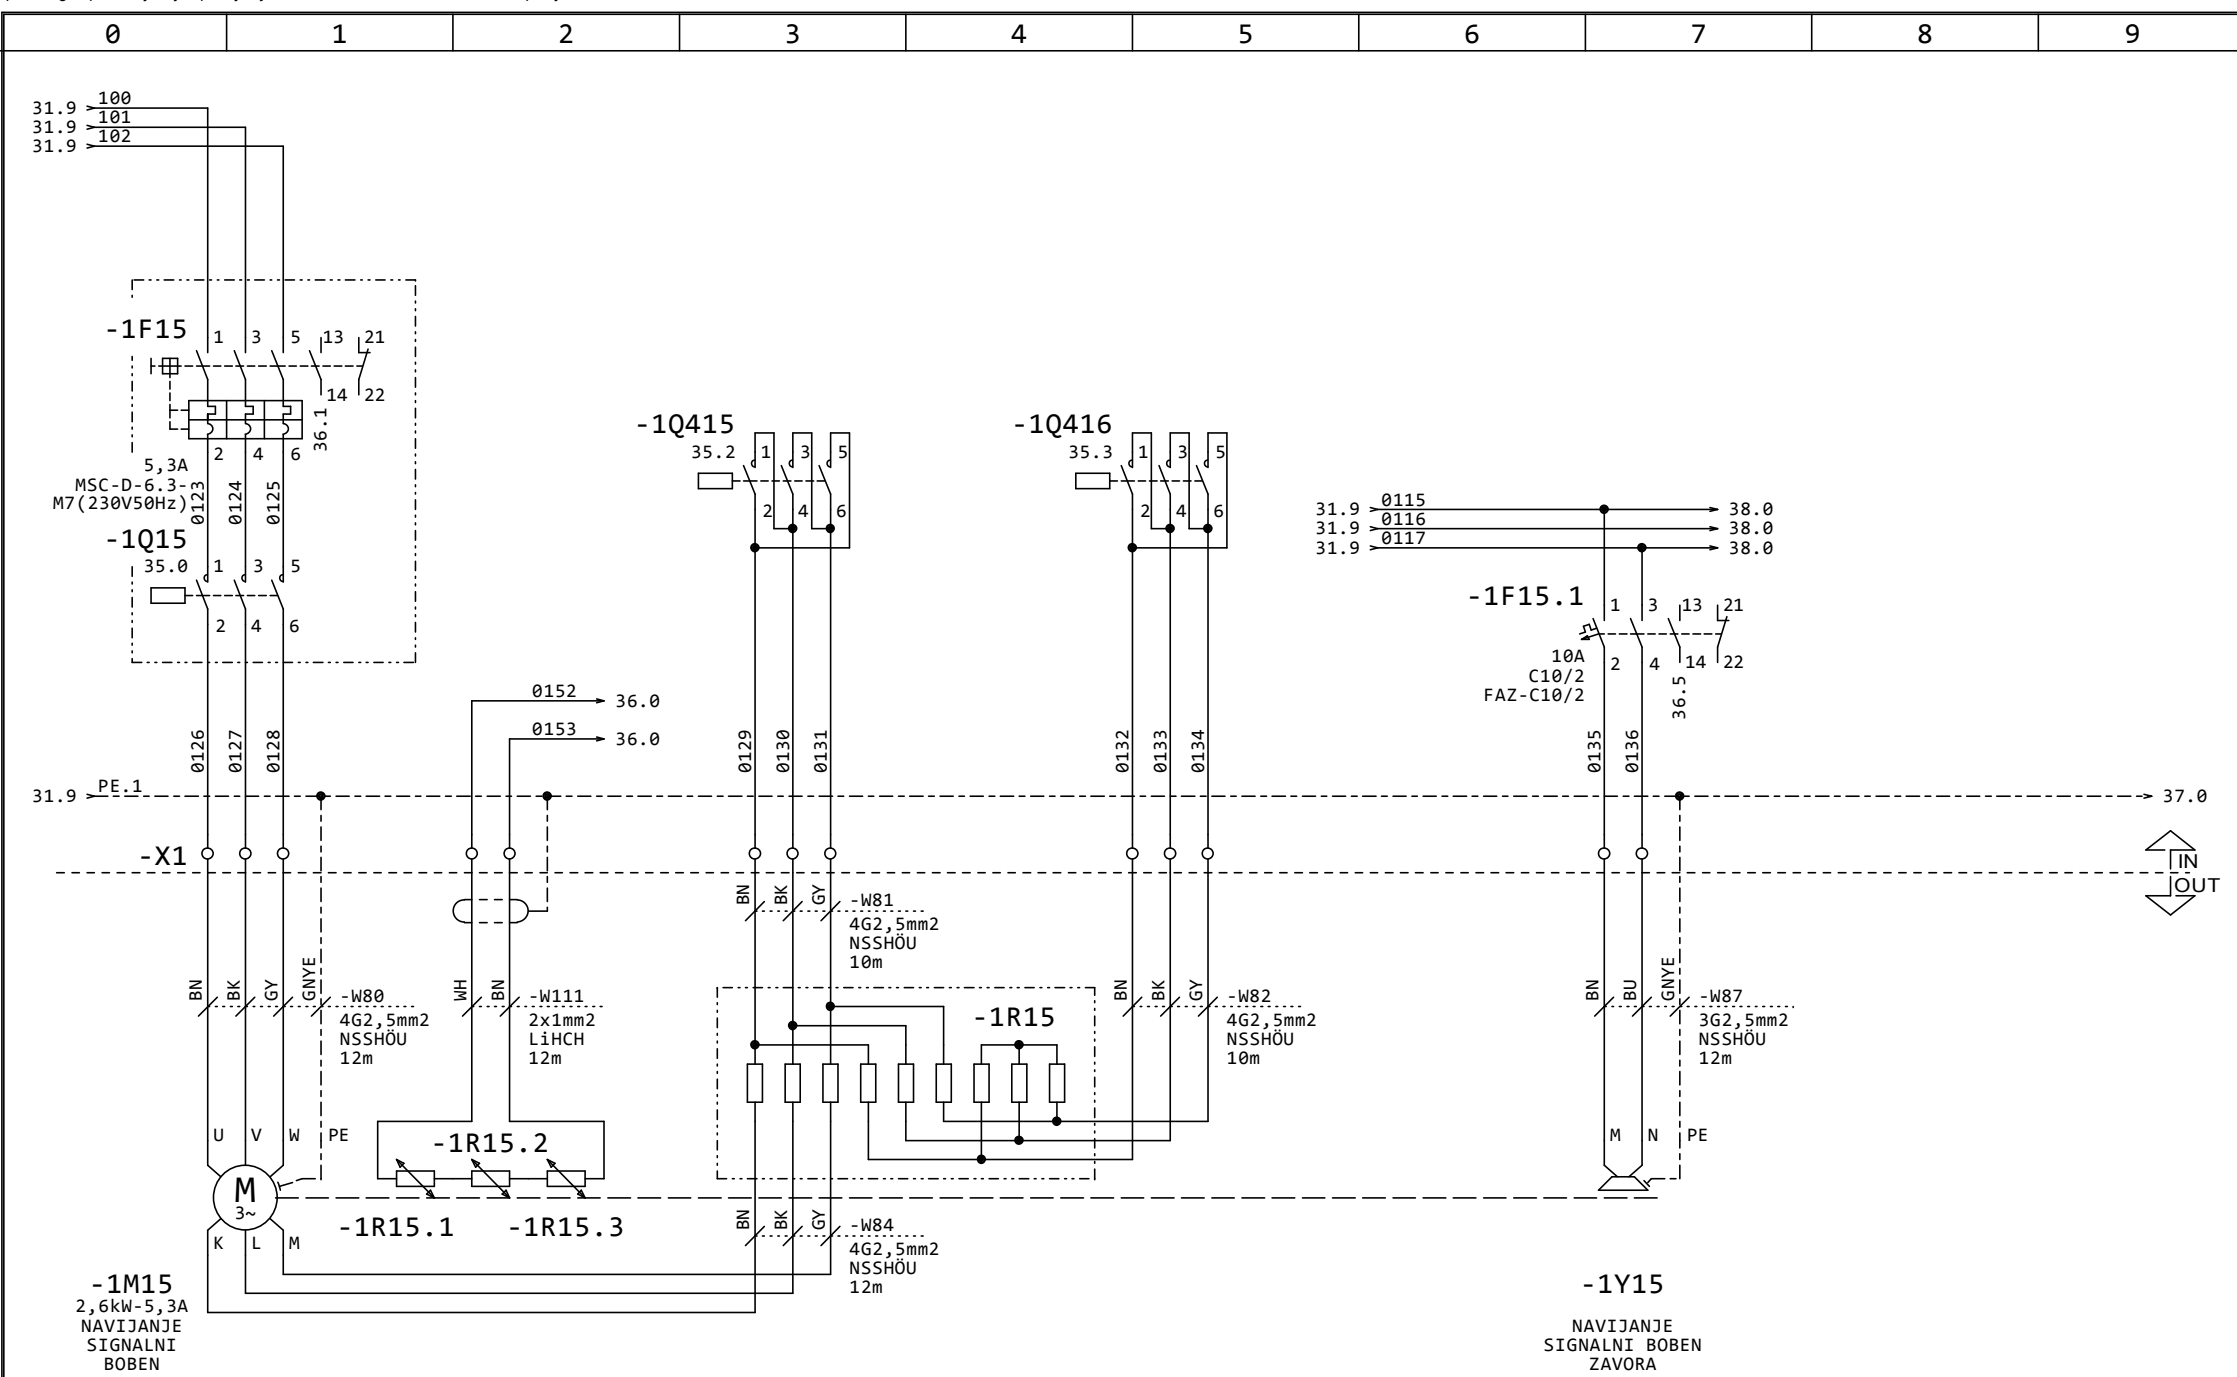 0 1 2 3 4 5 6 7 8 9
31.9 100
31.9 101
31.9 102
-1F15
1 3 5 13 21
14 22
36.1
2 4 6
5,3A
MSC-D-6.3-
M7(230V50Hz)
0123 0124 0125
-1Q15
35.0 1 3 5
2 4 6
0126 0127 0128
0152 36.0
0153 36.0
-1Q415
35.2 1 3 5
2 4 6
0129 0130 0131
-1Q416
35.3 1 3 5
2 4 6
0132 0133 0134
31.9 0115 38.0
31.9 0116 38.0
31.9 0117 38.0
-1F15.1
1 3 13 21
10A
2 4 14 22
C10/2
FAZ-C10/2
36.5
0135 0136
31.9 PE.1 37.0
-X1
IN
OUT
BN BK GY -W81
4G2,5mm2
NSSHÖU
10m
BN BK GY GNYE -W80
4G2,5mm2
NSSHÖU
12m
WH BN -W111
2x1mm2
LiHCH
12m
-1R15
BN BK GY -W82
4G2,5mm2
NSSHÖU
10m
BN BU GNYE -W87
3G2,5mm2
NSSHÖU
12m
U V W PE
M
3~
K L M
-1R15.2
-1R15.1 -1R15.3
BN BK GY -W84
4G2,5mm2
NSSHÖU
12m
M N PE
-1M15
2,6kW-5,3A
NAVIJANJE
SIGNALNI
BOBEN
-1Y15
NAVIJANJE
SIGNALNI BOBEN
ZAVORA